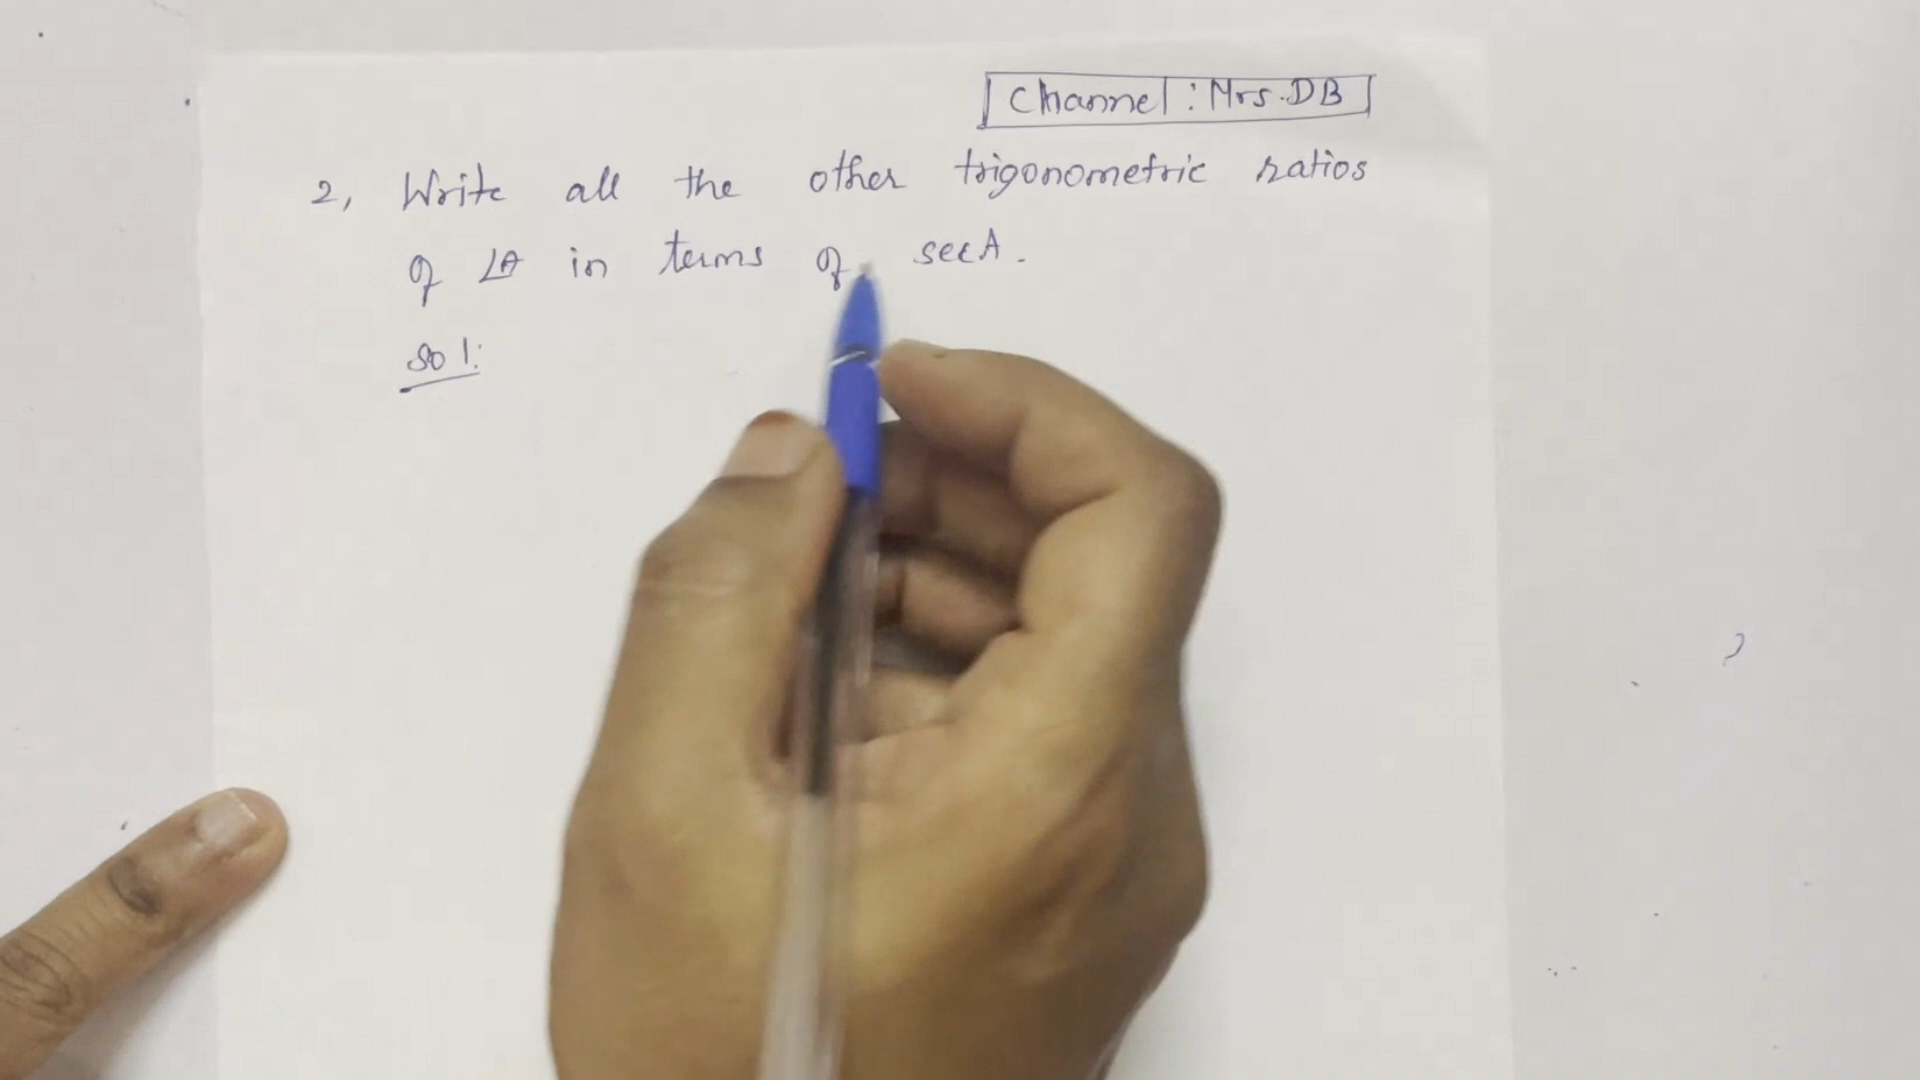 Channel : Mrs.DB
2, Write all the other trigonometric ratios
of ∠A in terms of secA.
Sol: